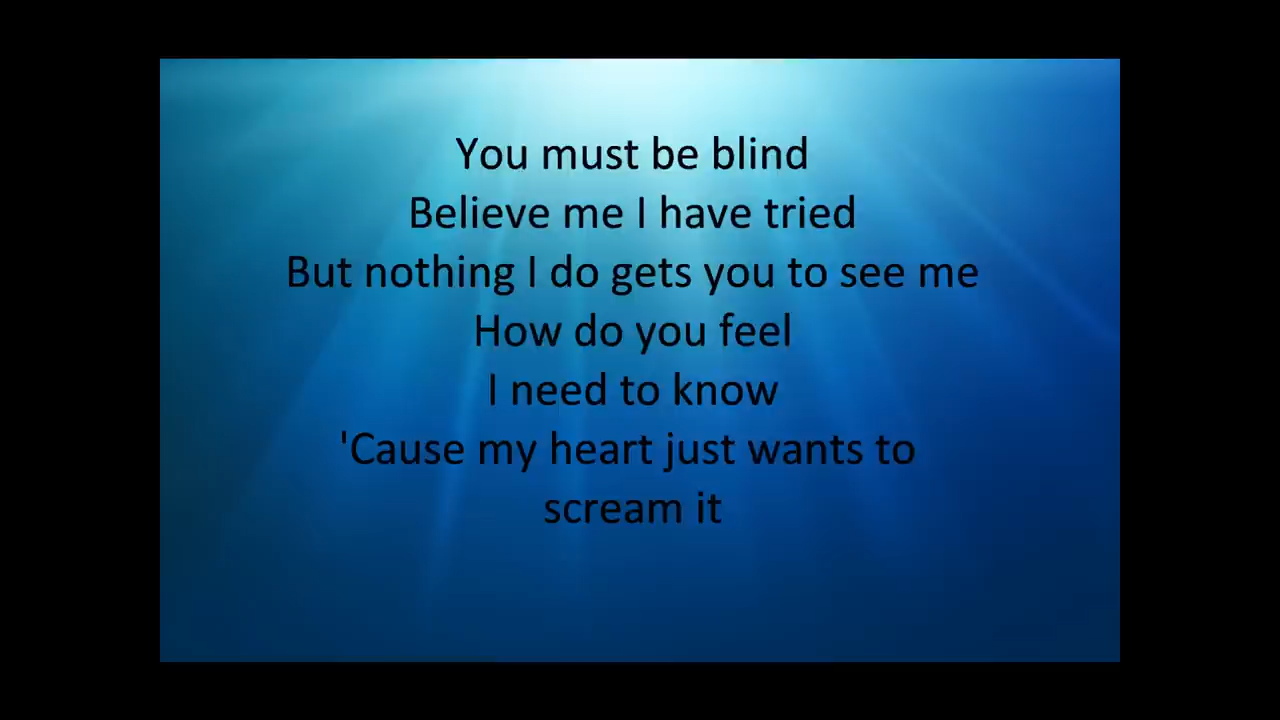 You must be blind
Believe me I have tried
But nothing I do gets you to see me
How do you feel
I need to know
'Cause my heart just wants to
scream it